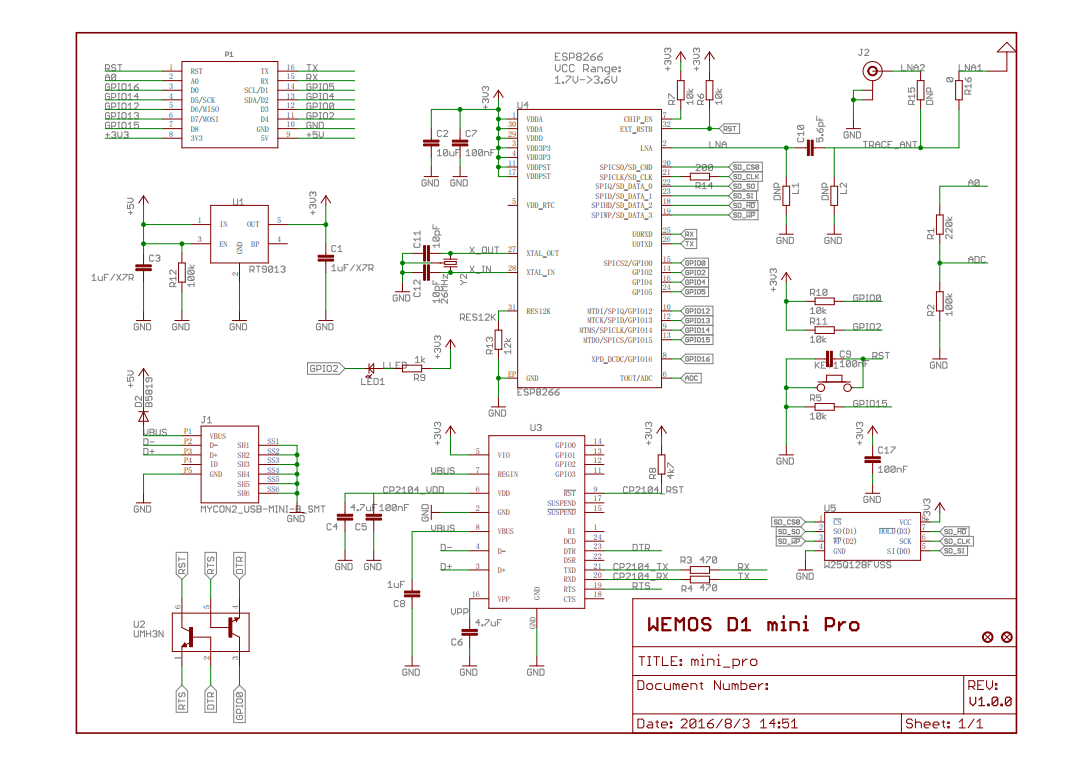 P1
RST 1 RST TX 16 TX
A0 2 A0 RX 15 RX
GPIO16 3 D0 SCL/D1 14 GPIO5
GPIO14 4 D5/SCK SDA/D2 13 GPIO4
GPIO12 5 D6/MISO D3 12 GPIO0
GPIO13 6 D7/MOSI D4 11 GPIO2
GPIO15 7 D8 GND 10 GND
+3V3 8 3V3 5V 9 +5V
ESP8266
VCC Range:
1.7V->3.6V
U4
+3V3
C2
10uF
C7
100nF
GND GND
1 VDDA
30 VDDA
29 VDDD
3 VDD3P3
4 VDD3P3
11 VDDPST
17 VDDPST
5 VDD_RTC
27 XTAL_OUT
28 XTAL_IN
31 RES12K
EP GND
CHIP_EN 7
EXT_RSTB 32 RST
LNA 2 LNA
SPICS0/SD_CMD 20 SD_CS0
SPICLK/SD_CLK 21 200 R14 SD_CLK
SPIQ/SD_DATA_0 22 SD_SO
SPID/SD_DATA_1 23 SD_SI
SPIHD/SD_DATA_2 18 SD_HD
SPIWP/SD_DATA_3 19 SD_WP
UORXD 25 RX
UOTXD 26 TX
SPICS2/GPIO0 15 GPIO0
GPIO2 14 GPIO2
GPIO4 16 GPIO4
GPIO5 24 GPIO5
MTDI/SPIQ/GPIO12 10 GPIO12
MTCK/SPID/GPIO13 12 GPIO13
MTMS/SPICLK/GPIO14 9 GPIO14
MTDO/SPICS/GPIO15 13 GPIO15
XPD_DCDC/GPIO16 8 GPIO16
TOUT/ADC 6 ADC
ESP8266
+3V3 +3V3
R7 10k
R6 10k
J2
LNA2 LNA1
R15 DNP
0 R16
GND
C10 5.6pF
TRACE_ANT
DNP L1
DNP L2
GND GND
A0
R1 220k
ADC
R2 100k
GND
+5V +3V3
U1
1 IN OUT 5
3 EN BP 4
GND
2
RT9013
C3
1uF/X7R
R12 100k
C1
1uF/X7R
GND GND GND GND
C11 10pF
X_OUT
X_IN
C12 10pF
26MHZ
Y2
GND
RES12K
R13 12k
GND
GPIO2
LED1
LLED
1k
R9
+3V3
+3V3
R10
10k
GPIO0
R11
10k
GPIO2
C9
100nF
KEY1
RST
R5
10k
GPIO15
GND
+3V3
C17
100nF
GND
+5V
D2
B5819
J1
VBUS P1 VBUS
D- P2 D-
D+ P3 D+
P4 ID
P5 GND
SH1 SS1
SH2 SS2
SH3 SS3
SH4 SS4
SH5 SS5
SH6 SS6
MYCON2_USB-MINI-B_SMT
GND GND
U3
+3V3
5 VIO
VBUS 7 REGIN
CP2104_VDD 6 VDD
GND 2 GND
VBUS 8 VBUS
D- 4 D-
D+ 3 D+
VPP 16 VPP
GND
GND
GPIO0 14
GPIO1 13
GPIO2 12
GPIO3 11
RST 9 CP2104_RST
SUSPEND 17
SUSPEND 15
RI 1
DCD 24
DTR 23 DTR
DSR 22
TXD 21 CP2104_TX R3 470 RX
RXD 20 CP2104_RX R4 470 TX
RTS 19 RTS
CTS 18
+3V3
R8 4k7
4.7uF 100nF
C4 C5
GND GND
1uF
C8
4.7uF
C6
GND GND GND
U5
SD_CS0 1 CS VCC 8 +3V3
SD_SO 2 SO(D1) HOLD(D3) 7 SD_HD
SD_WP 3 WP(D2) SCK 6 SD_CLK
4 GND SI(D0) 5 SD_SI
W25Q128FVSS
GND
RST RTS DTR
6 5 4
U2
UMH3N
1 2 3
RTS DTR GPIO0
WEMOS D1 mini Pro
TITLE: mini_pro
Document Number:
REV:
V1.0.0
Date: 2016/8/3 14:51
Sheet: 1/1